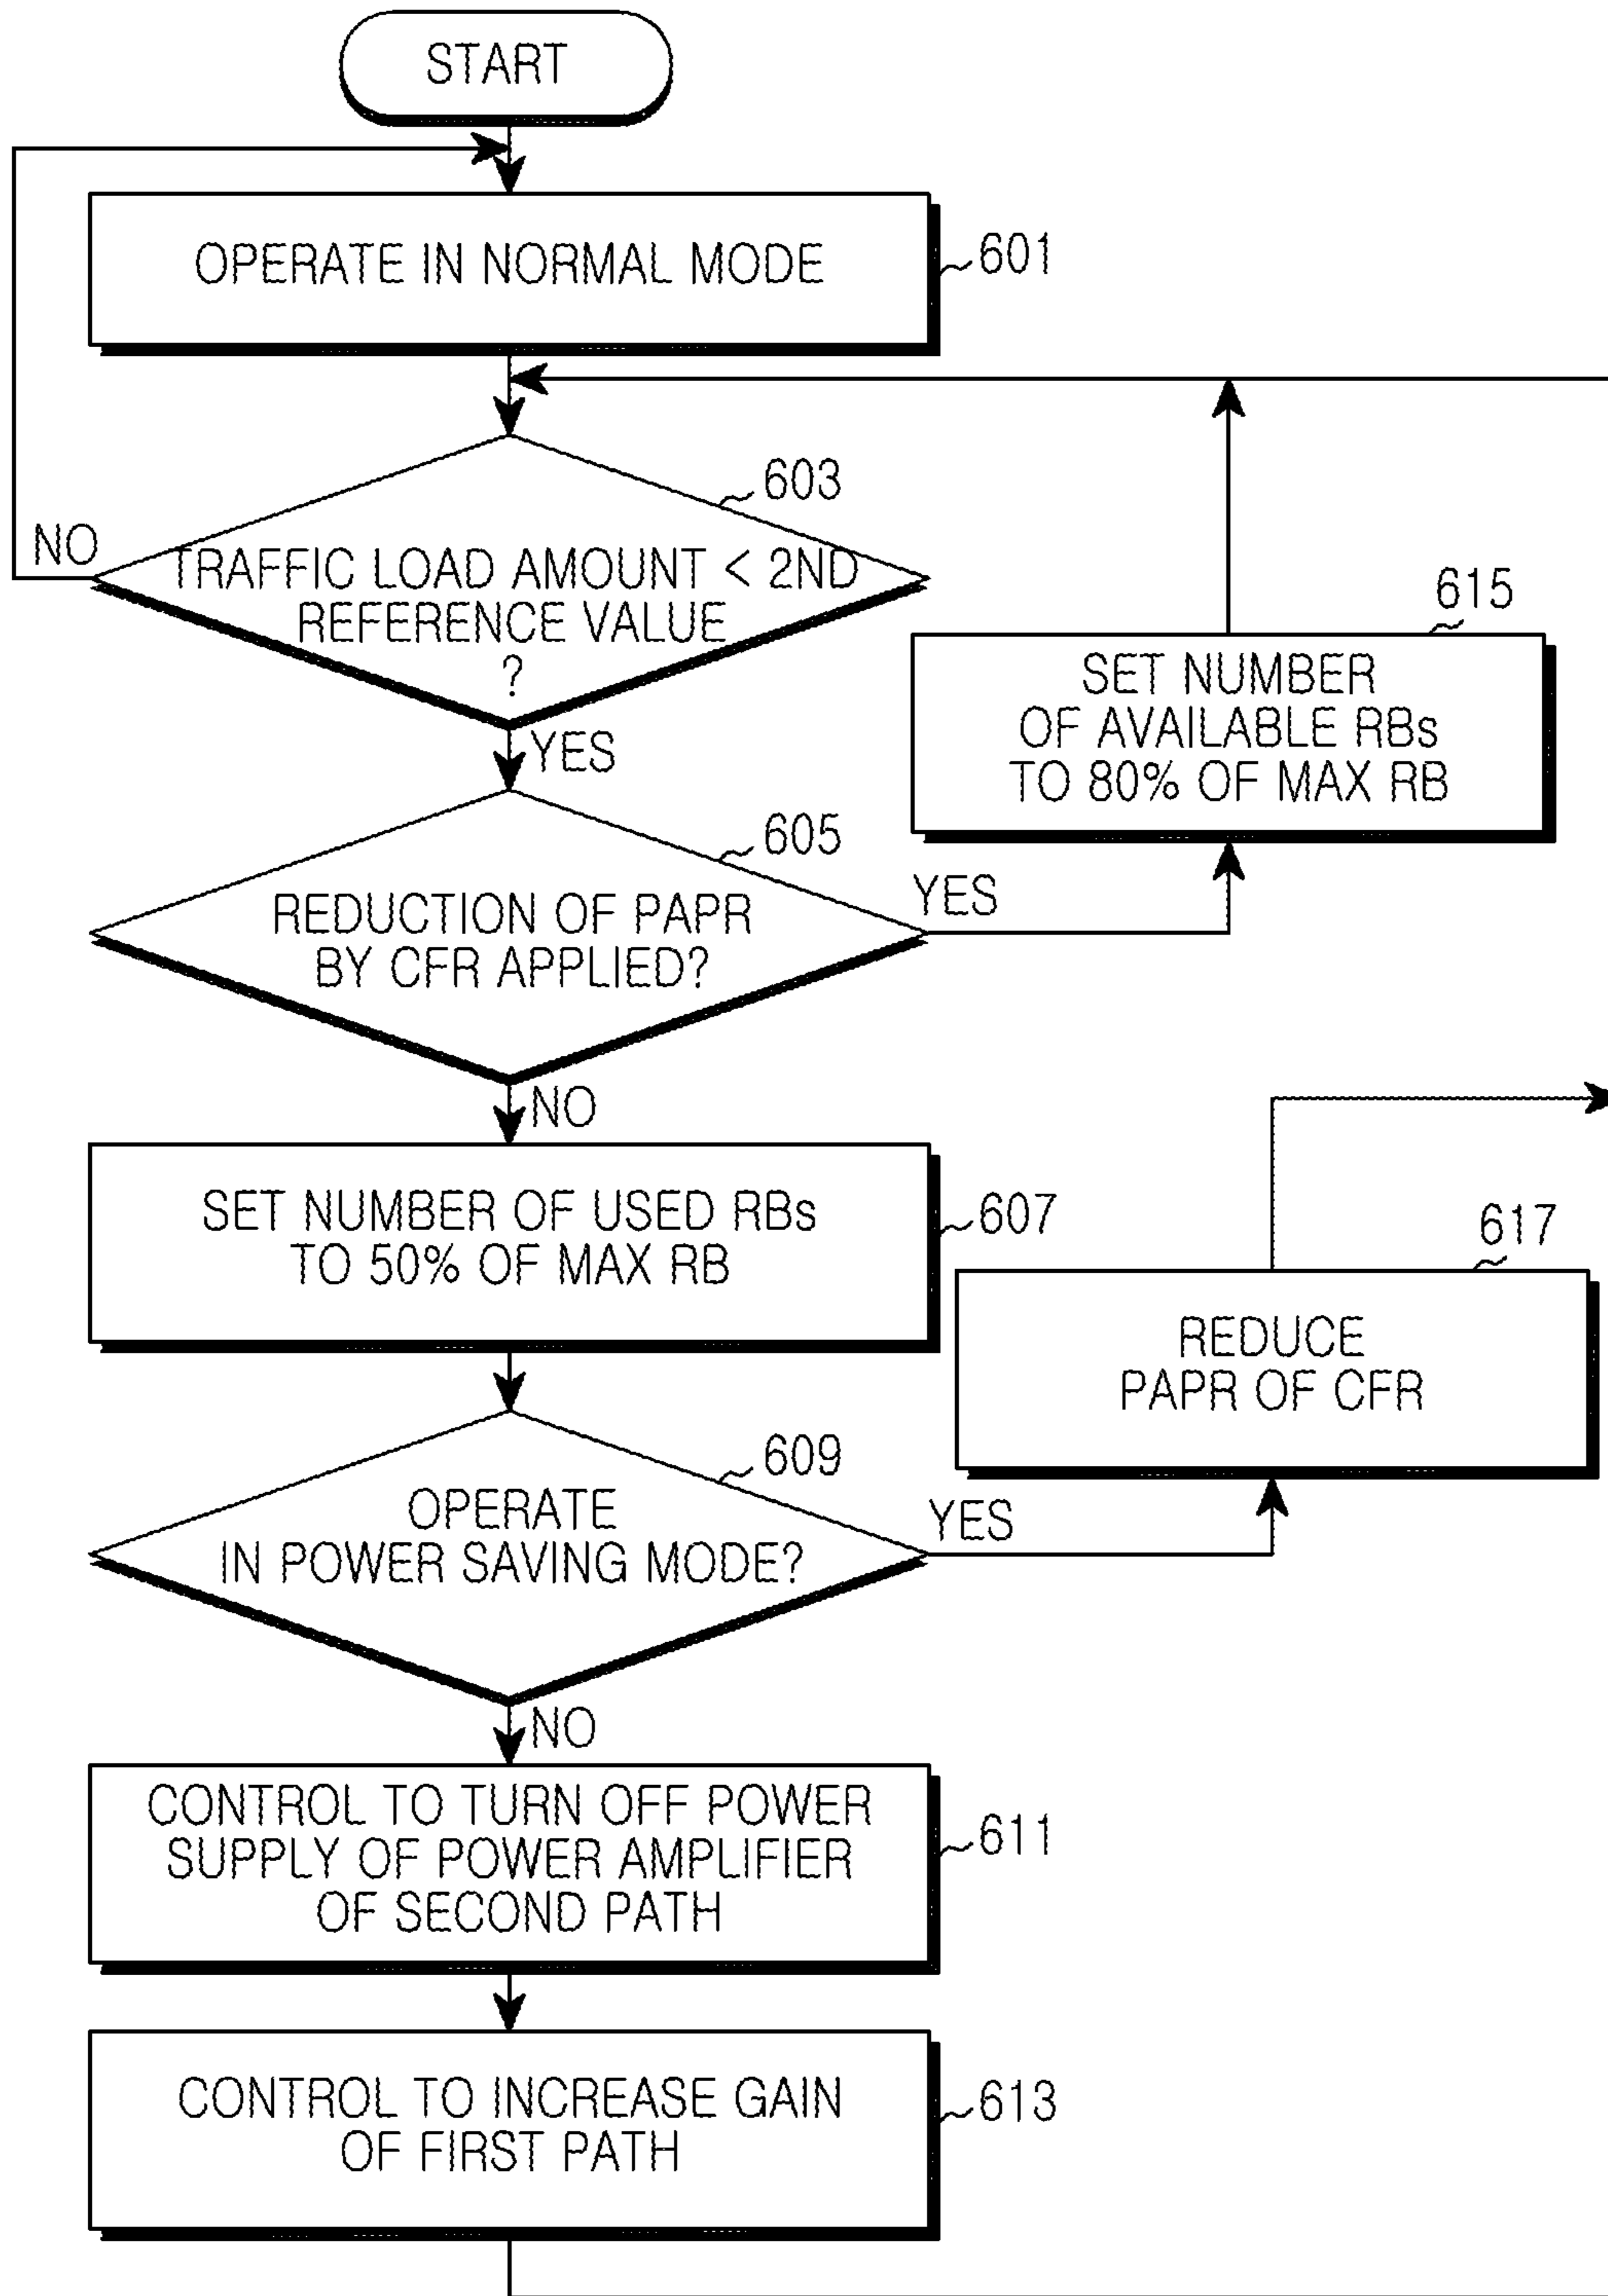 START
OPERATE IN NORMAL MODE
601
603
NO
TRAFFIC LOAD AMOUNT < 2ND
REFERENCE VALUE
?
YES
615
SET NUMBER
OF AVAILABLE RBs
TO 80% OF MAX RB
605
REDUCTION OF PAPR
BY CFR APPLIED?
YES
NO
SET NUMBER OF USED RBs
TO 50% OF MAX RB
607
617
REDUCE
PAPR OF CFR
609
OPERATE
IN POWER SAVING MODE?
YES
NO
CONTROL TO TURN OFF POWER
SUPPLY OF POWER AMPLIFIER
OF SECOND PATH
611
CONTROL TO INCREASE GAIN
OF FIRST PATH
613